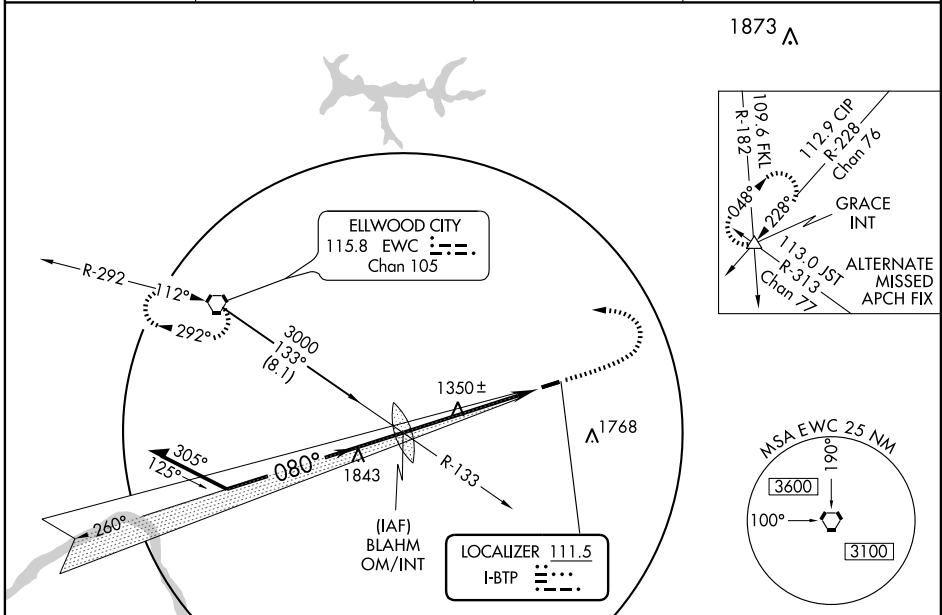 1873
109.6 FKL
R-182
112.9 CIP
R-228
Chan 76
048°
228°
GRACE
INT
113.0 JST
R-313
Chan 77
ALTERNATE
MISSED
APCH FIX
ELLWOOD CITY
115.8 EWC
Chan 105
R-292
112°
292°
3000
133°
(8.1)
1350±
1768
305°
125°
080°
1843
R-133
260°
(IAF)
BLAHM
OM/INT
LOCALIZER 111.5
I-BTP
MSA EWC 25 NM
190°
3600
100°
3100